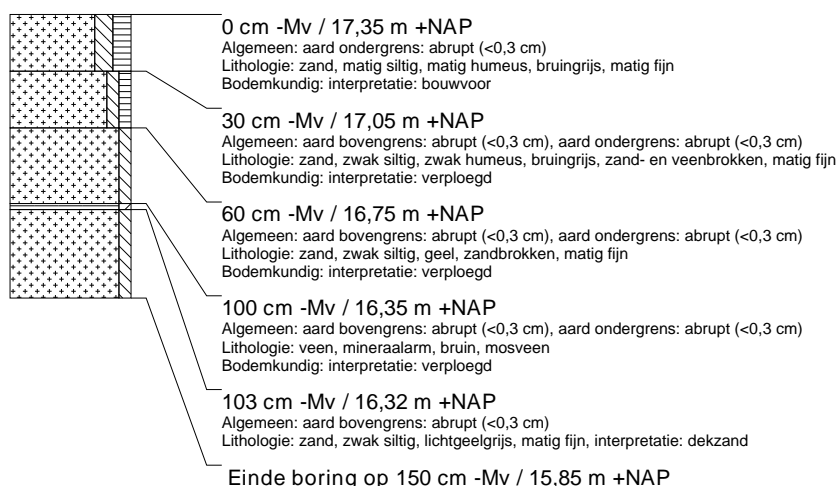 0 cm -Mv / 17,35 m +NAP
Algemeen: aard ondergrens: abrupt (<0,3 cm)
Lithologie: zand, matig siltig, matig humeus, bruingrijs, matig fijn
Bodemkundig: interpretatie: bouwvoor
30 cm -Mv / 17,05 m +NAP
Algemeen: aard bovengrens: abrupt (<0,3 cm), aard ondergrens: abrupt (<0,3 cm)
Lithologie: zand, zwak siltig, zwak humeus, bruingrijs, zand- en veenbrokken, matig fijn
Bodemkundig: interpretatie: verploegd
60 cm -Mv / 16,75 m +NAP
Algemeen: aard bovengrens: abrupt (<0,3 cm), aard ondergrens: abrupt (<0,3 cm)
Lithologie: zand, zwak siltig, geel, zandbrokken, matig fijn
Bodemkundig: interpretatie: verploegd
100 cm -Mv / 16,35 m +NAP
Algemeen: aard bovengrens: abrupt (<0,3 cm), aard ondergrens: abrupt (<0,3 cm)
Lithologie: veen, mineraalarm, bruin, mosveen
Bodemkundig: interpretatie: verploegd
103 cm -Mv / 16,32 m +NAP
Algemeen: aard bovengrens: abrupt (<0,3 cm)
Lithologie: zand, zwak siltig, lichtgeelgrijs, matig fijn, interpretatie: dekzand
Einde boring op 150 cm -Mv / 15,85 m +NAP